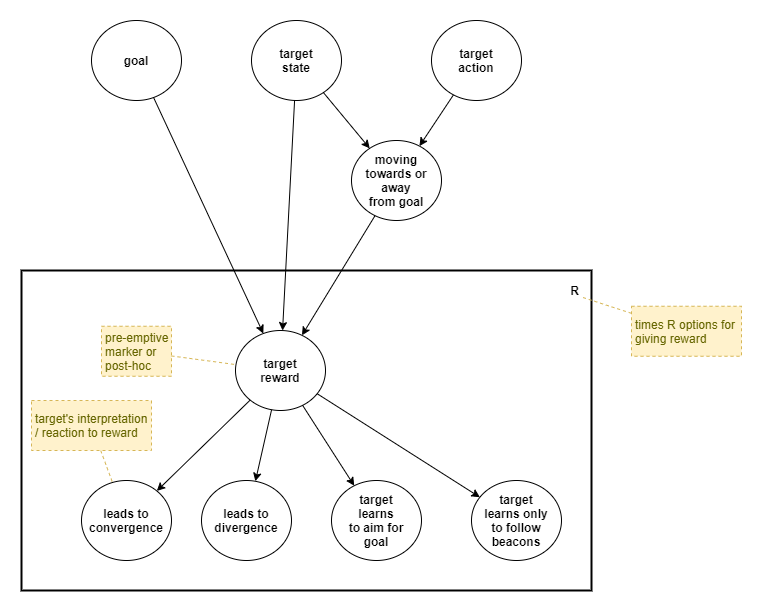 goal
target
state
target
action
moving
towards or
away
from goal
R
times R options for
giving reward
pre-emptive
marker or
post-hoc
target
reward
target's interpretation
/ reaction to reward
leads to
convergence
leads to
divergence
target
learns
to aim for
goal
target
learns only
to follow
beacons